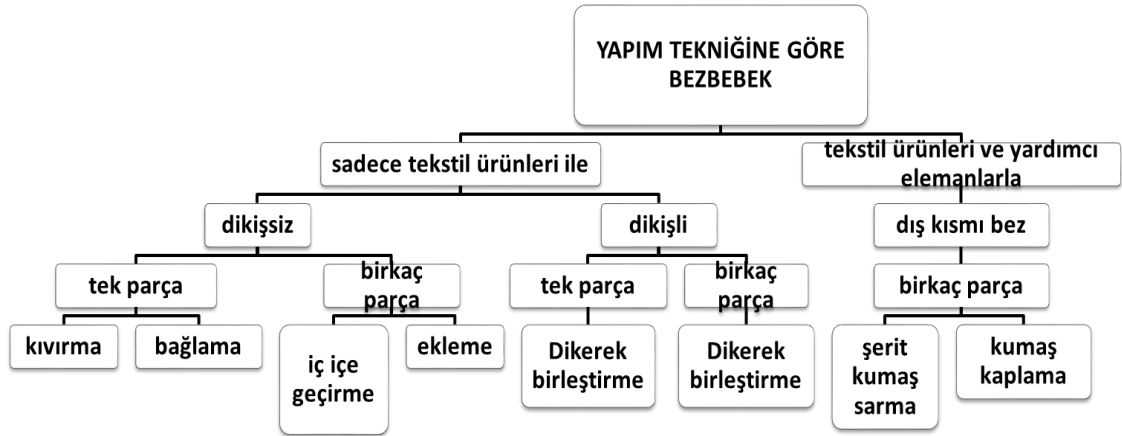 YAPIM TEKNİĞİNE GÖRE
BEZBEBEK
sadece tekstil ürünleri ile
tekstil ürünleri ve yardımcı
elemanlarla
dikişsiz
dikişli
dış kısmı bez
tek parça
birkaç
parça
tek parça
birkaç
parça
birkaç parça
kıvırma
bağlama
iç içe
geçirme
ekleme
Dikerek
birleştirme
Dikerek
birleştirme
şerit
kumaş
sarma
kumaş
kaplama